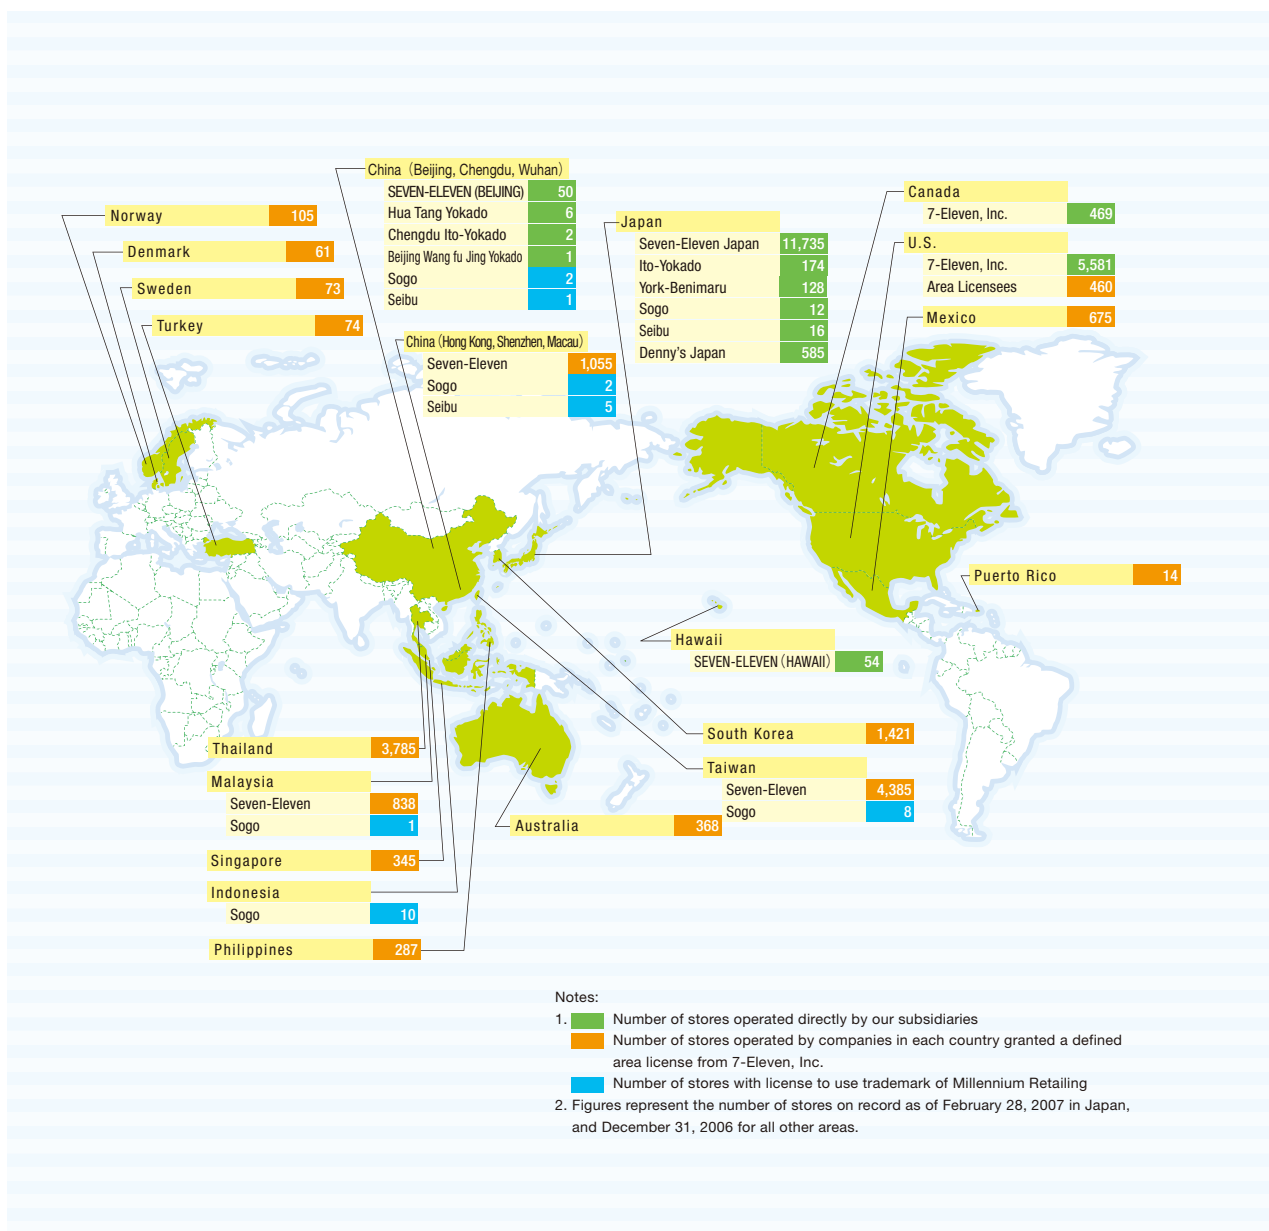 China (Beijing, Chengdu, Wuhan)
SEVEN-ELEVEN (BEIJING) 50
Hua Tang Yokado 6
Chengdu Ito-Yokado 2
Beijing Wang fu Jing Yokado 1
Sogo 2
Seibu 1
Norway 105
Denmark 61
Sweden 73
Turkey 74
China (Hong Kong, Shenzhen, Macau)
Seven-Eleven 1,055
Sogo 2
Seibu 5
Japan
Seven-Eleven Japan 11,735
Ito-Yokado 174
York-Benimaru 128
Sogo 12
Seibu 16
Denny's Japan 585
Canada
7-Eleven, Inc. 469
U.S.
7-Eleven, Inc. 5,581
Area Licensees 460
Mexico 675
Puerto Rico 14
Hawaii
SEVEN-ELEVEN (HAWAII) 54
South Korea 1,421
Taiwan
Seven-Eleven 4,385
Sogo 8
Australia 368
Thailand 3,785
Malaysia
Seven-Eleven 838
Sogo 1
Singapore 345
Indonesia
Sogo 10
Philippines 287
Notes:
1. Number of stores operated directly by our subsidiaries
Number of stores operated by companies in each country granted a defined
area license from 7-Eleven, Inc.
Number of stores with license to use trademark of Millennium Retailing
2. Figures represent the number of stores on record as of February 28, 2007 in Japan,
and December 31, 2006 for all other areas.